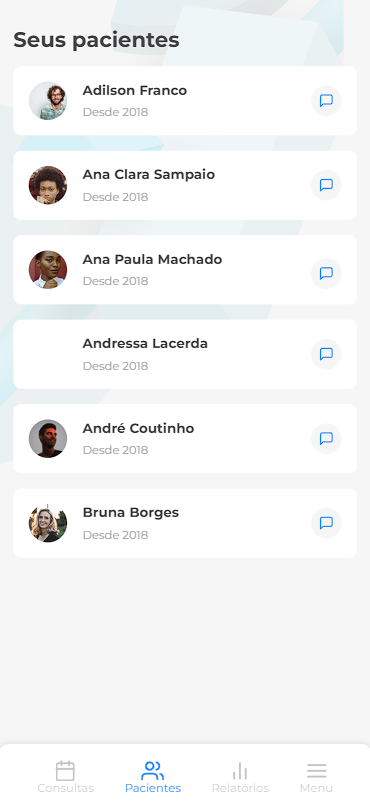 Seus pacientes
Adilson Franco
Desde 2018
Ana Clara Sampaio
Desde 2018
Ana Paula Machado
Desde 2018
Andressa Lacerda
Desde 2018
André Coutinho
Desde 2018
Bruna Borges
Desde 2018
Consultas Pacientes Relatórios Menu